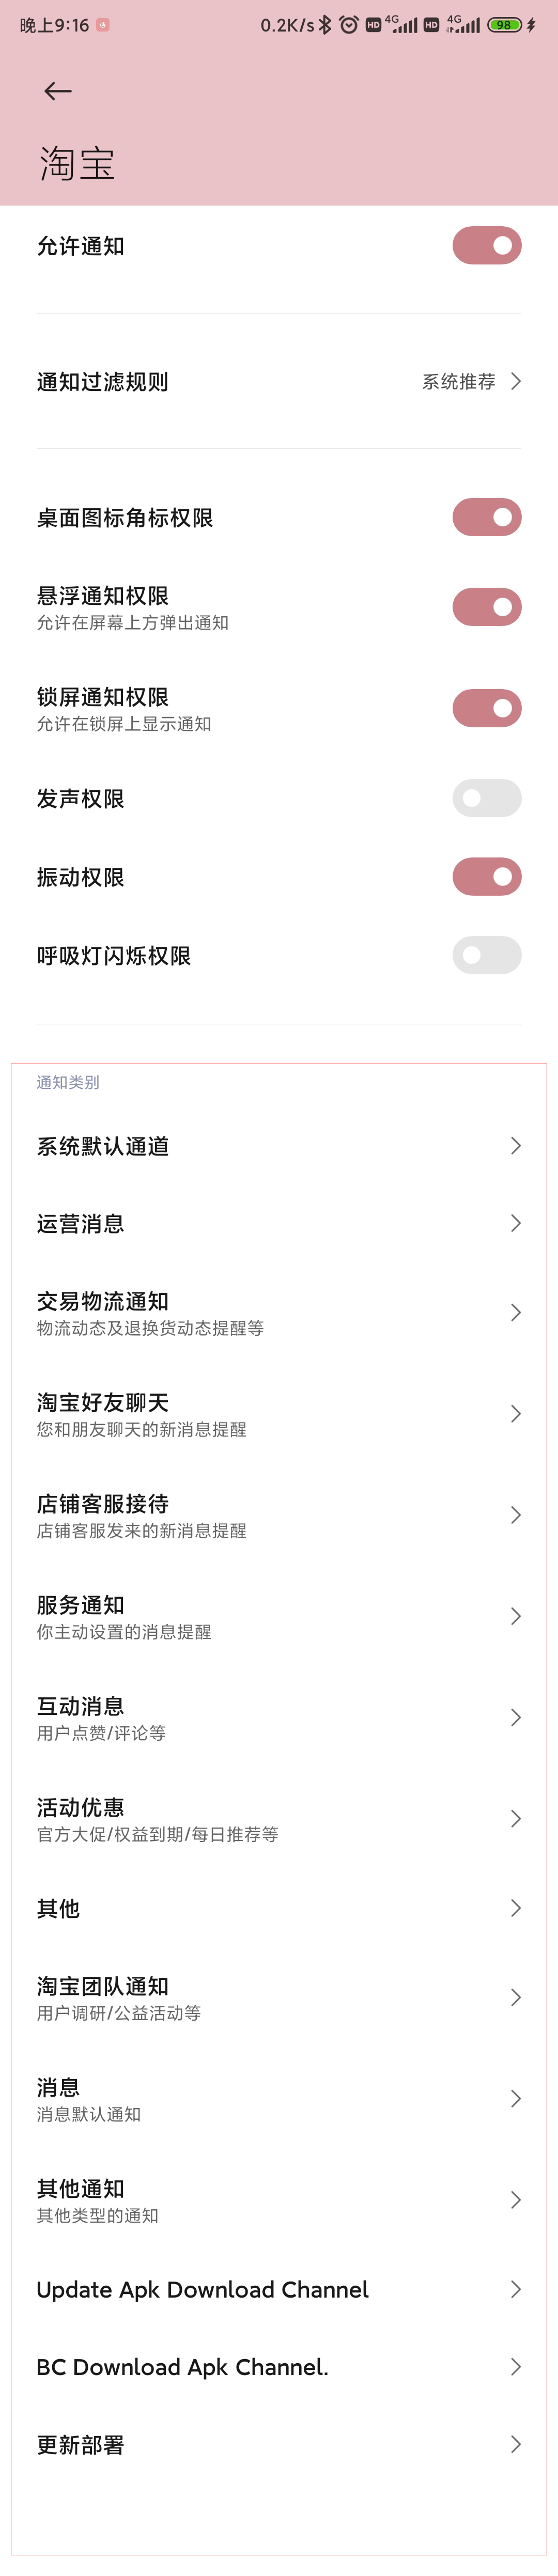 晚上9:16 0.2K/s HD 4G HD 4G 98
淘宝
允许通知
通知过滤规则 系统推荐
桌面图标角标权限
悬浮通知权限
允许在屏幕上方弹出通知
锁屏通知权限
允许在锁屏上显示通知
发声权限
振动权限
呼吸灯闪烁权限
通知类别
系统默认通道
运营消息
交易物流通知
物流动态及退换货动态提醒等
淘宝好友聊天
您和朋友聊天的新消息提醒
店铺客服接待
店铺客服发来的新消息提醒
服务通知
你主动设置的消息提醒
互动消息
用户点赞/评论等
活动优惠
官方大促/权益到期/每日推荐等
其他
淘宝团队通知
用户调研/公益活动等
消息
消息默认通知
其他通知
其他类型的通知
Update Apk Download Channel
BC Download Apk Channel.
更新部署